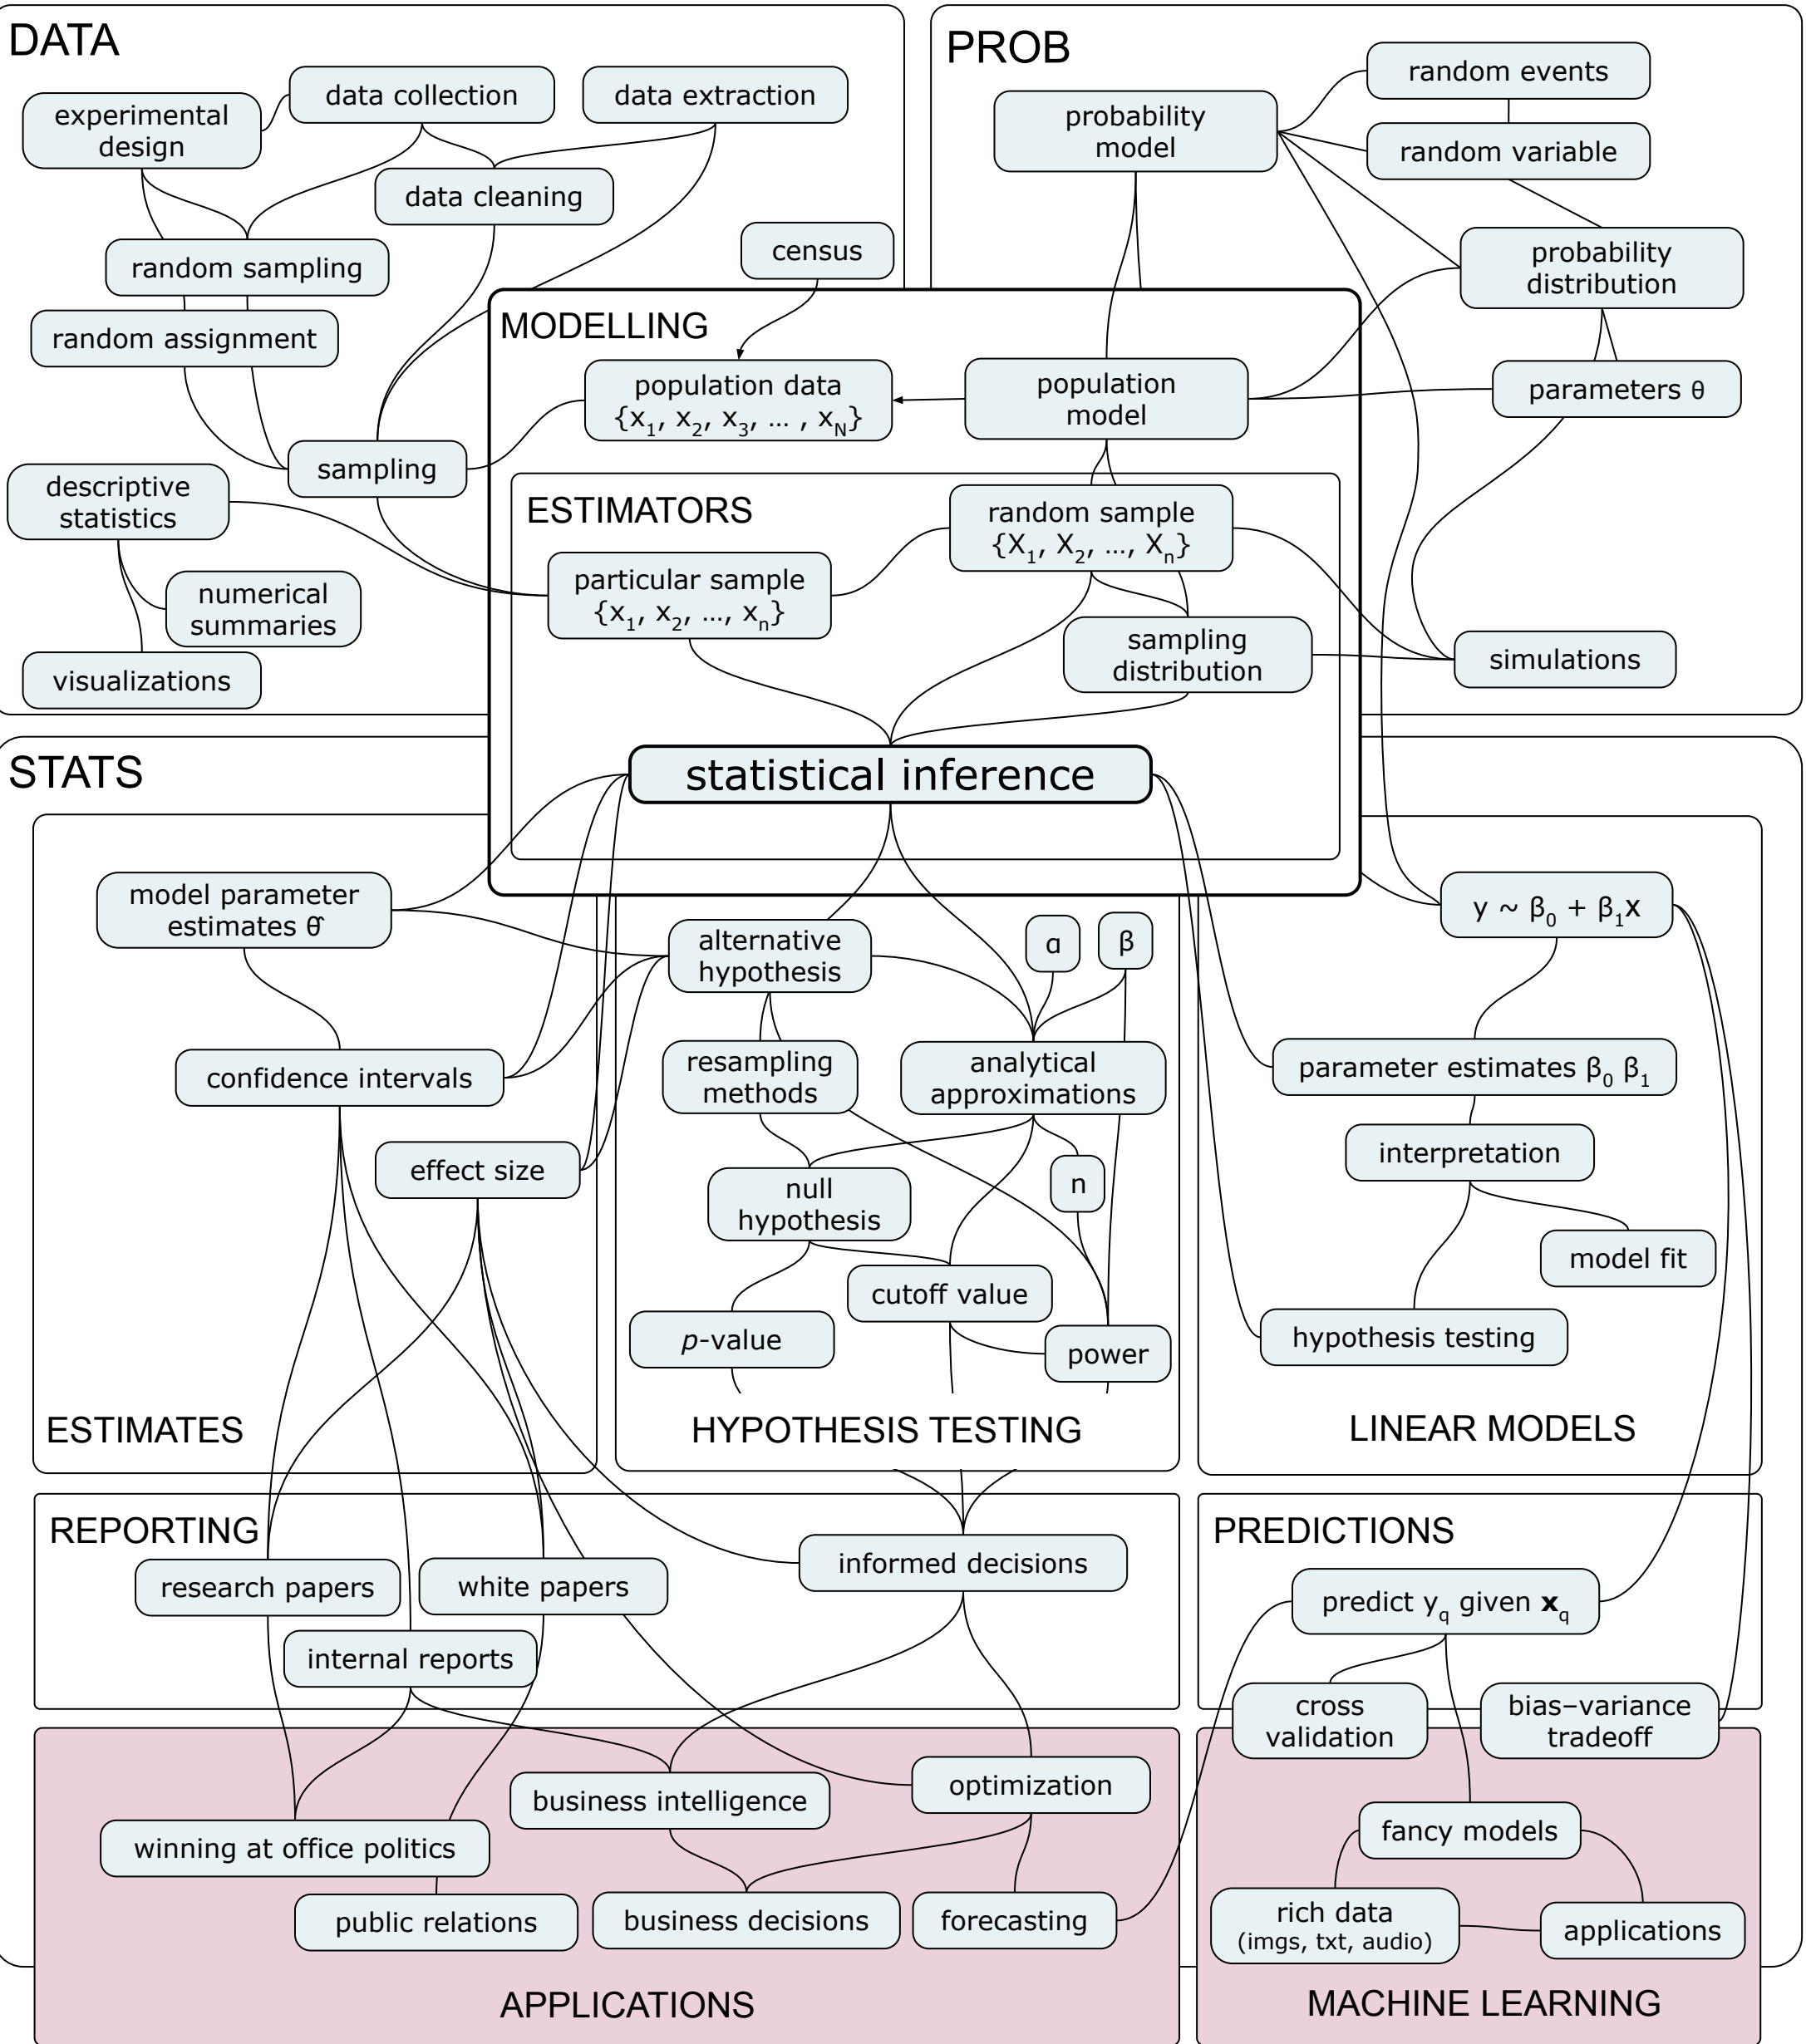 DATA
experimental
design
data collection
data extraction
data cleaning
random sampling
random assignment
census
sampling
descriptive
statistics
numerical
summaries
visualizations
PROB
probability
model
random events
random variable
probability
distribution
parameters θ
simulations
MODELLING
population data
{x1, x2, x3, … , xN}
population
model
ESTIMATORS
random sample
{X1, X2, …, Xn}
particular sample
{x1, x2, …, xn}
sampling
distribution
statistical inference
STATS
model parameter
estimates θ̂
confidence intervals
effect size
ESTIMATES
alternative
hypothesis
α
β
resampling
methods
analytical
approximations
null
hypothesis
n
cutoff value
p-value
power
HYPOTHESIS TESTING
y ~ β0 + β1x
parameter estimates β0 β1
interpretation
model fit
hypothesis testing
LINEAR MODELS
REPORTING
research papers
white papers
informed decisions
internal reports
PREDICTIONS
predict yq given xq
cross
validation
bias–variance
tradeoff
business intelligence
optimization
winning at office politics
public relations
business decisions
forecasting
APPLICATIONS
fancy models
rich data
(imgs, txt, audio)
applications
MACHINE LEARNING